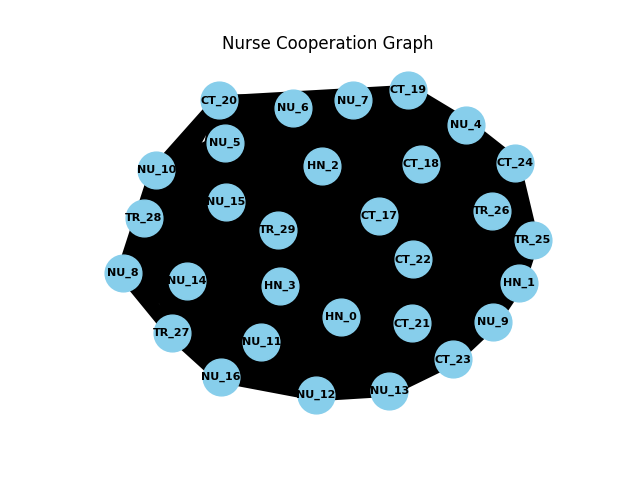 Nurse Cooperation Graph
CT_19
CT_20
NU_7
NU_6
NU_4
NU_5
CT_24
CT_18
HN_2
NU_10
NU_15
TR_26
CT_17
TR_28
TR_29
TR_25
CT_22
NU_8
NU_14
HN_1
HN_3
HN_0
NU_9
CT_21
TR_27
NU_11
CT_23
NU_16
NU_13
NU_12